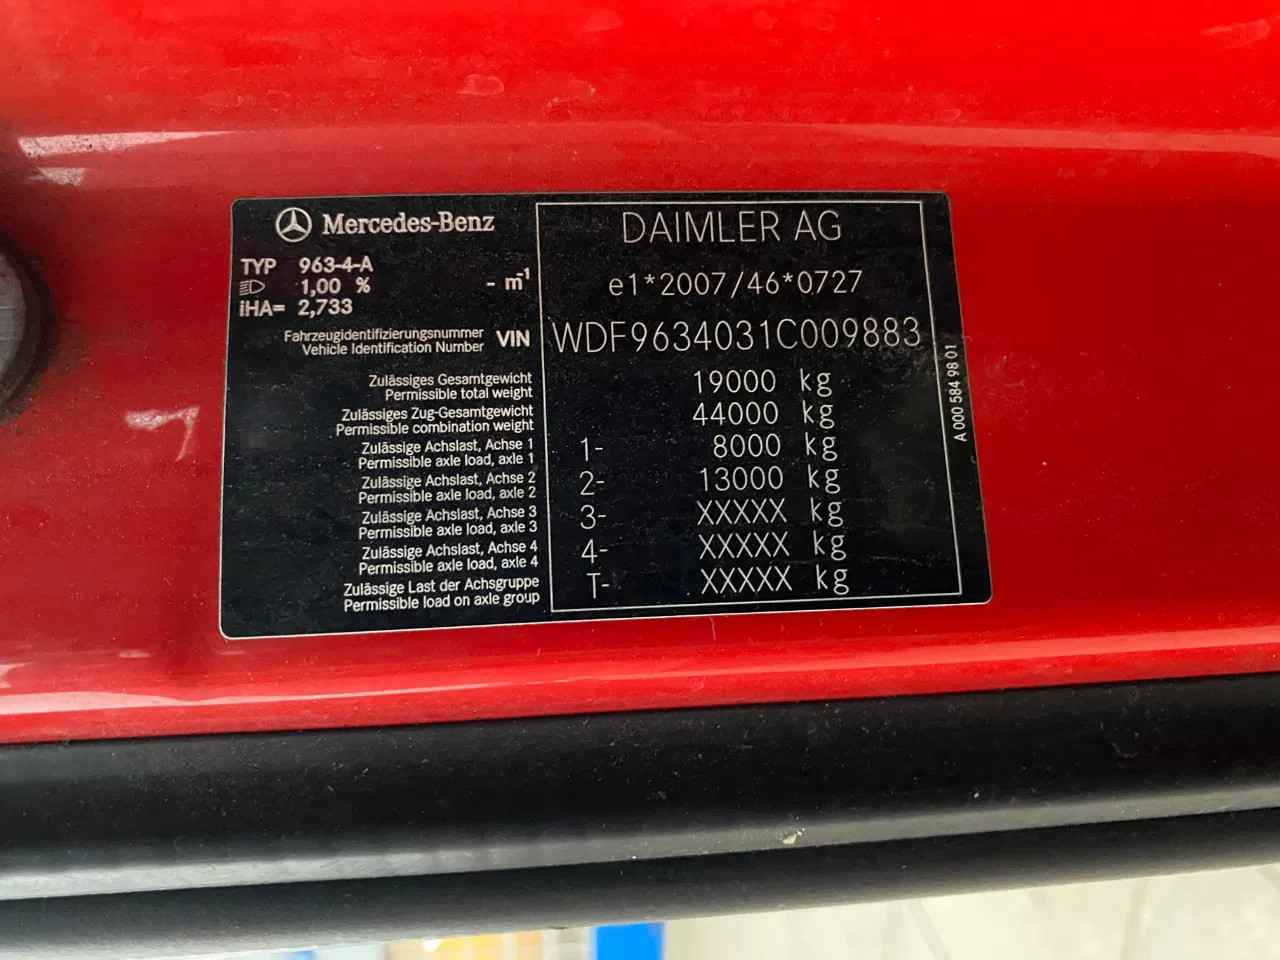 Mercedes-Benz
TYP 963-4-A
1,00 % - m-1
iHA= 2,733
DAIMLER AG
e1*2007/46*0727
Fahrzeugidentifizierungsnummer
Vehicle Identification Number VIN WDF9634031C009883
Zulässiges Gesamtgewicht
Permissible total weight 19000 kg
Zulässiges Zug-Gesamtgewicht
Permissible combination weight 44000 kg
Zulässige Achslast, Achse 1
Permissible axle load, axle 1 1- 8000 kg
Zulässige Achslast, Achse 2
Permissible axle load, axle 2 2- 13000 kg
Zulässige Achslast, Achse 3
Permissible axle load, axle 3 3- XXXXX kg
Zulässige Achslast, Achse 4
Permissible axle load, axle 4 4- XXXXX kg
Zulässige Last der Achsgruppe
Permissible load on axle group T- XXXXX kg
A 000 584 98 01